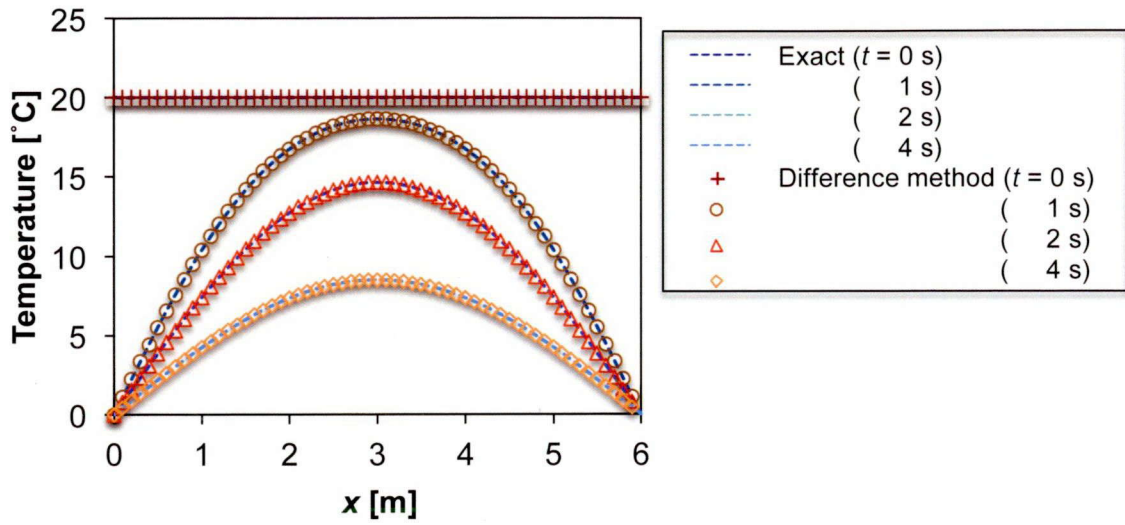 25
20
15
10
5
0
Temperature [°C]
0 1 2 3 4 5 6
x [m]
Exact (t = 0 s)
( 1 s)
( 2 s)
( 4 s)
Difference method (t = 0 s)
( 1 s)
( 2 s)
( 4 s)